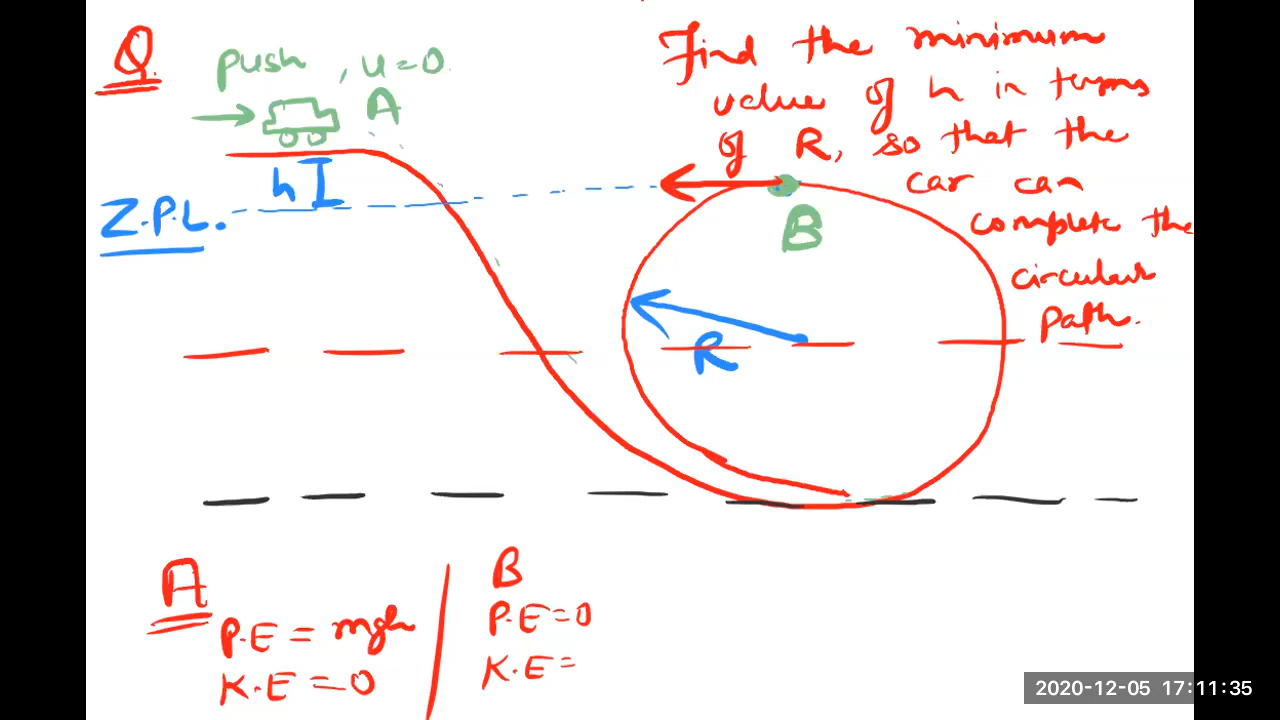 Q.
push , u=0
A
h
Z.P.L.
Find the minimum
value of h in terms
of R, so that the
car can
complete the
circular
path.
B
R
A
P.E = mgh
K.E = 0
B
P.E = 0
K.E =
2020-12-05 17:11:35